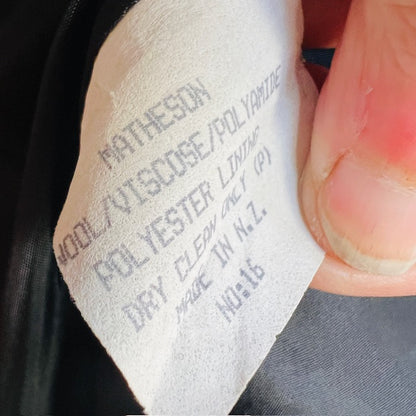 MATHESON
WOOL/VISCOSE/POLYAMIDE
POLYESTER LINING
DRY CLEAN ONLY (P)
MADE IN N.Z.
NO:16